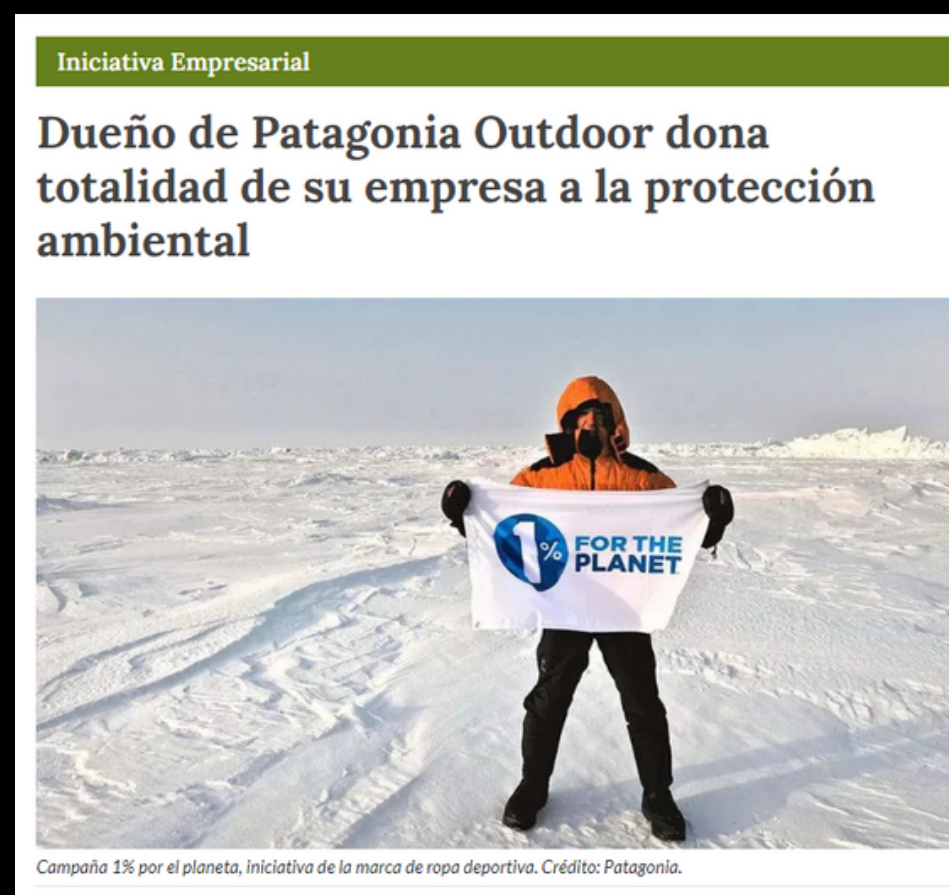 Iniciativa Empresarial
Dueño de Patagonia Outdoor dona
totalidad de su empresa a la protección
ambiental
1%
FOR THE
PLANET
Campaña 1% por el planeta, iniciativa de la marca de ropa deportiva. Crédito: Patagonia.